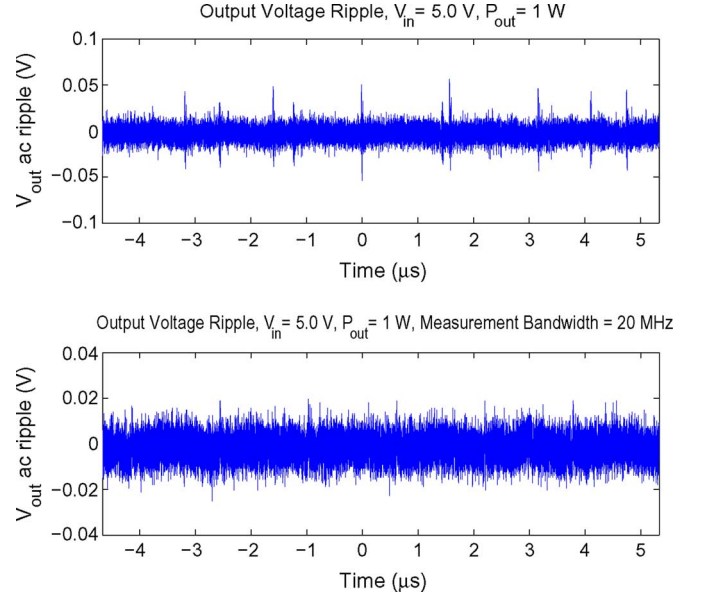 Output Voltage Ripple, Vin= 5.0 V, Pout= 1 W
0.1
0.05
0
−0.05
−0.1
Vout ac ripple (V)
−4 −3 −2 −1 0 1 2 3 4 5
Time (μs)
Output Voltage Ripple, Vin= 5.0 V, Pout= 1 W, Measurement Bandwidth = 20 MHz
0.04
0.02
0
−0.02
−0.04
Vout ac ripple (V)
−4 −3 −2 −1 0 1 2 3 4 5
Time (μs)